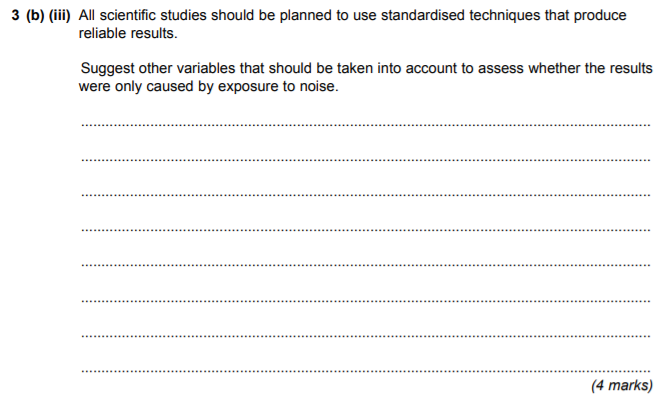 3 (b) (iii) All scientific studies should be planned to use standardised techniques that produce
reliable results.
Suggest other variables that should be taken into account to assess whether the results
were only caused by exposure to noise.
(4 marks)